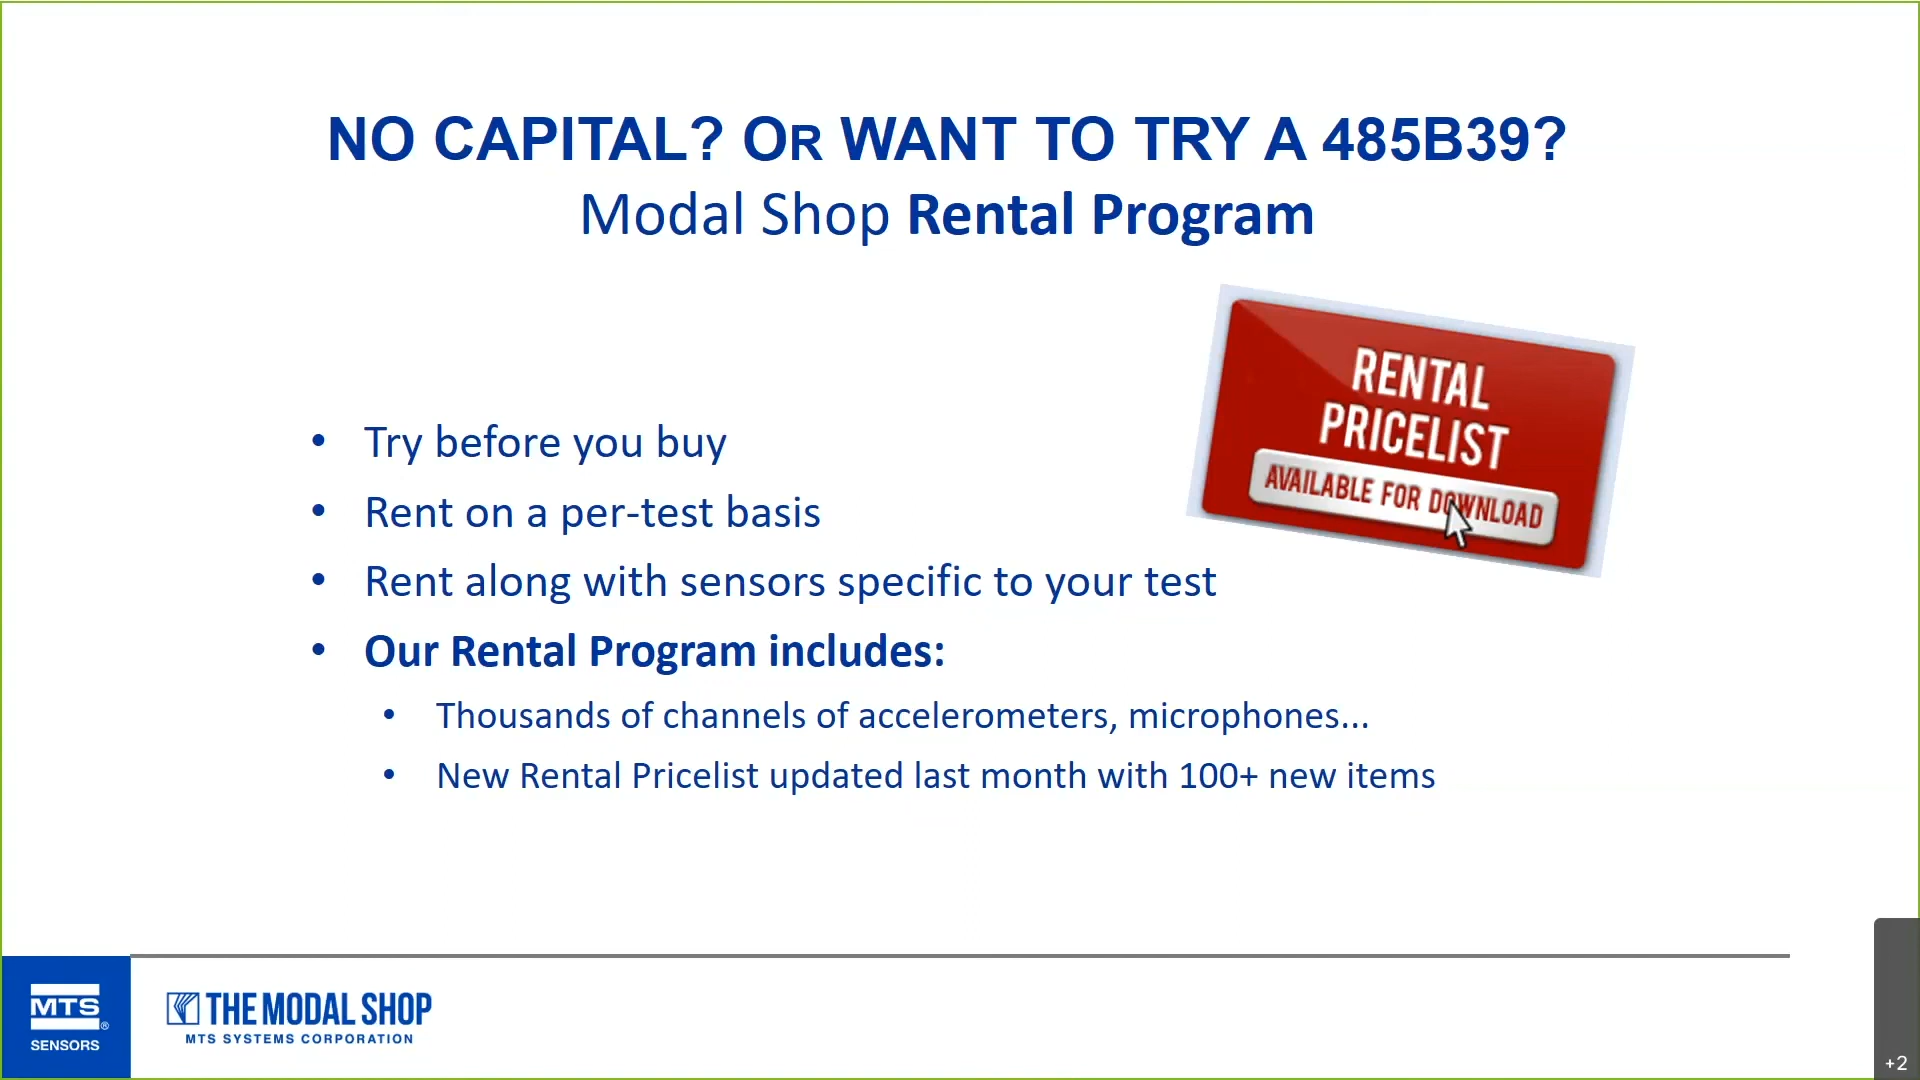 NO CAPITAL? OR WANT TO TRY A 485B39?
Modal Shop Rental Program
RENTAL
PRICELIST
AVAILABLE FOR DOWNLOAD
• Try before you buy
• Rent on a per-test basis
• Rent along with sensors specific to your test
• Our Rental Program includes:
• Thousands of channels of accelerometers, microphones...
• New Rental Pricelist updated last month with 100+ new items
MTS®
SENSORS
THE MODAL SHOP
MTS SYSTEMS CORPORATION
+2